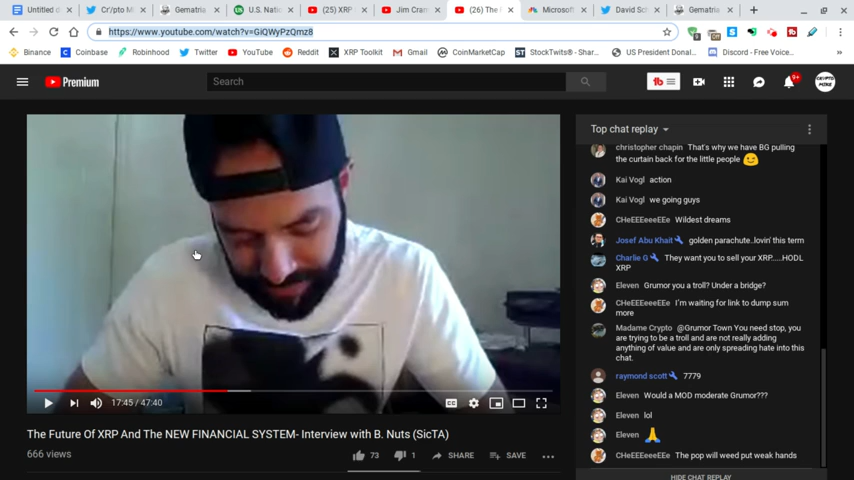 Untitled d
Cr/pto M
Gematria
U.S. Nati
(25) XRP
Jim Cram
(26) The F
Microsoft
David Sch
Gematria
https://www.youtube.com/watch?v=GiQWyPzQmz8
Binance
Coinbase
Robinhood
Twitter
YouTube
Reddit
XRP Toolkit
Gmail
CoinMarketCap
StockTwits® - Shar...
US President Donal...
Discord - Free Voice...
Premium
Search
9+
Top chat replay
christopher chapin That's why we have BG pulling
the curtain back for the little people
Kai Vogl action
Kai Vogl we going guys
CHeEEEeeeEEe Wildest dreams
Josef Abu Khait golden parachute..lovin'this term
Charlie G They want you to sell your XRP.....HODL
XRP
Eleven Grumor you a troll? Under a bridge?
CHeEEEeeeEEe I'm waiting for link to dump sum
more
Madame Crypto @Grumor Town You need stop, you
are trying to be a troll and are not really adding
anything of value and are only spreading hate into this
chat.
raymond scott 7779
Eleven Would a MOD moderate Grumor???
Eleven lol
Eleven
CHeEEEeeeEEe The pop will weed put weak hands
HIDE CHAT REPLAY
17:45 / 47:40
CC
The Future Of XRP And The NEW FINANCIAL SYSTEM- Interview with B. Nuts (SicTA)
666 views
73
1
SHARE
SAVE